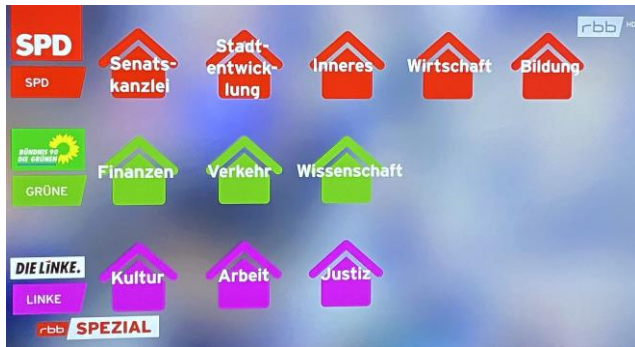 SPD
SPD
Senats-
kanzlei
Stadt-
entwick-
lung
Inneres
Wirtschaft
Bildung
rbb HD
BÜNDNIS 90
DIE GRÜNEN
GRÜNE
Finanzen
Verkehr
Wissenschaft
DIE LINKE.
LINKE
Kultur
Arbeit
Justiz
rbb SPEZIAL